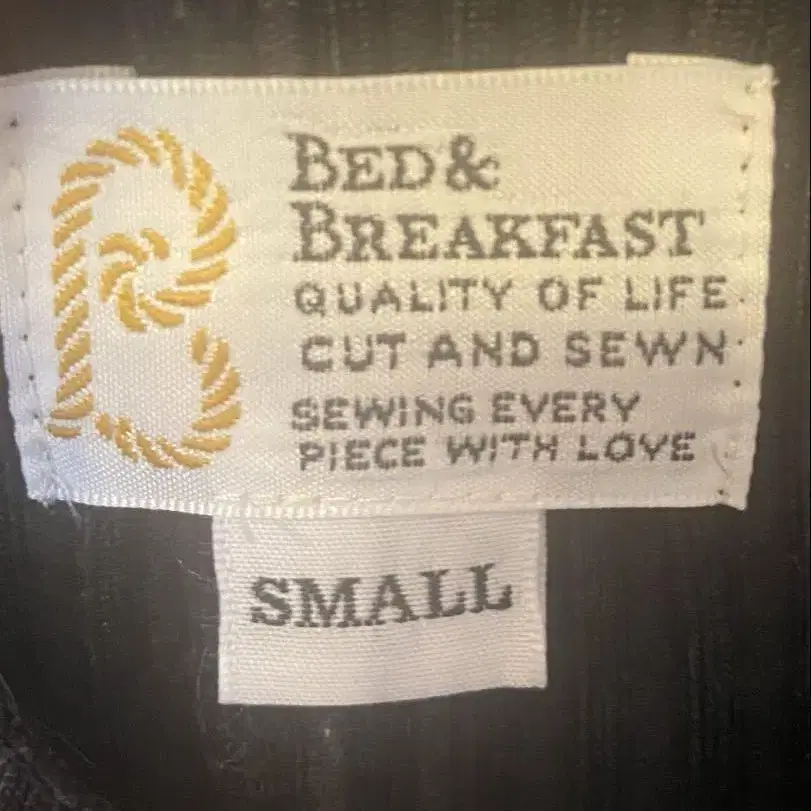 BED &
BREAKFAST
QUALITY OF LIFE
CUT AND SEWN
SEWING EVERY
PIECE WITH LOVE
SMALL